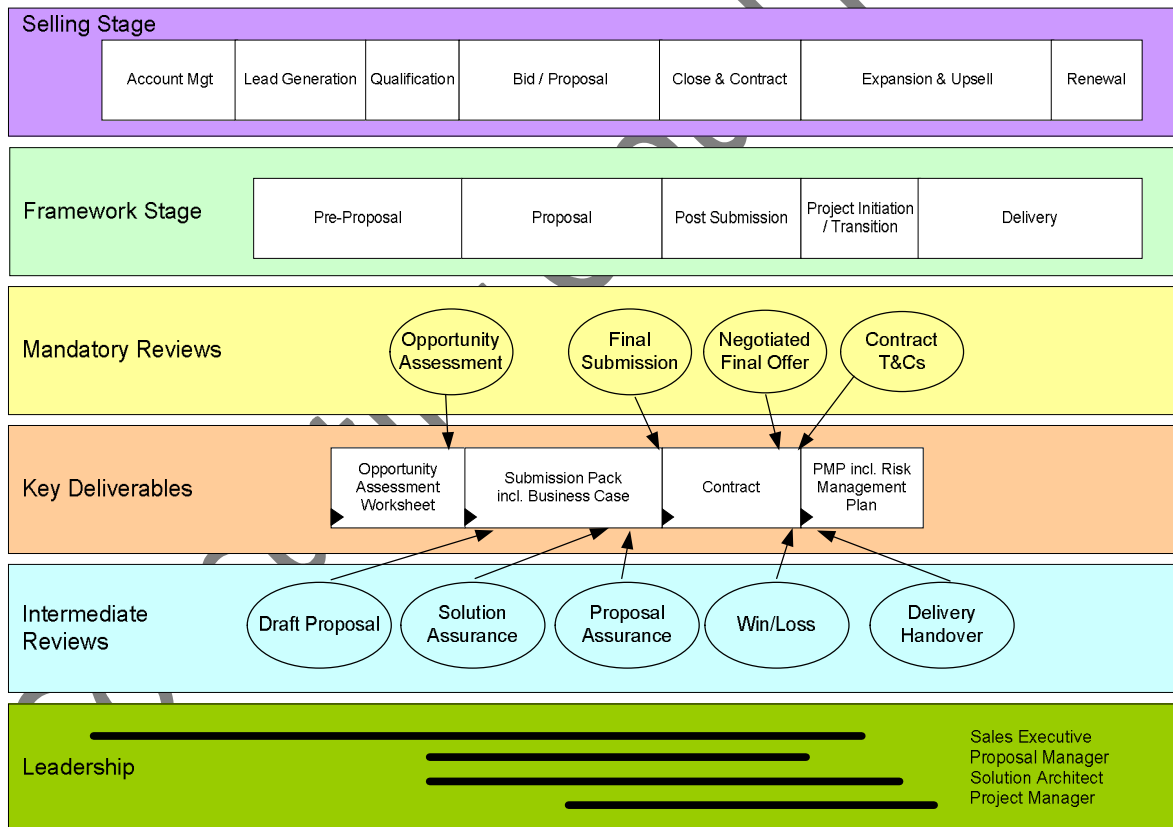 Selling Stage
Account Mgt
Lead Generation
Qualification
Bid / Proposal
Close & Contract
Expansion & Upsell
Renewal
Framework Stage
Pre-Proposal
Proposal
Post Submission
Project Initiation
/ Transition
Delivery
Mandatory Reviews
Opportunity
Assessment
Final
Submission
Negotiated
Final Offer
Contract
T&Cs
Key Deliverables
Opportunity
Assessment
Worksheet
Submission Pack
incl. Business Case
Contract
PMP incl. Risk
Management
Plan
Intermediate
Reviews
Draft Proposal
Solution
Assurance
Proposal
Assurance
Win/Loss
Delivery
Handover
Leadership
Sales Executive
Proposal Manager
Solution Architect
Project Manager